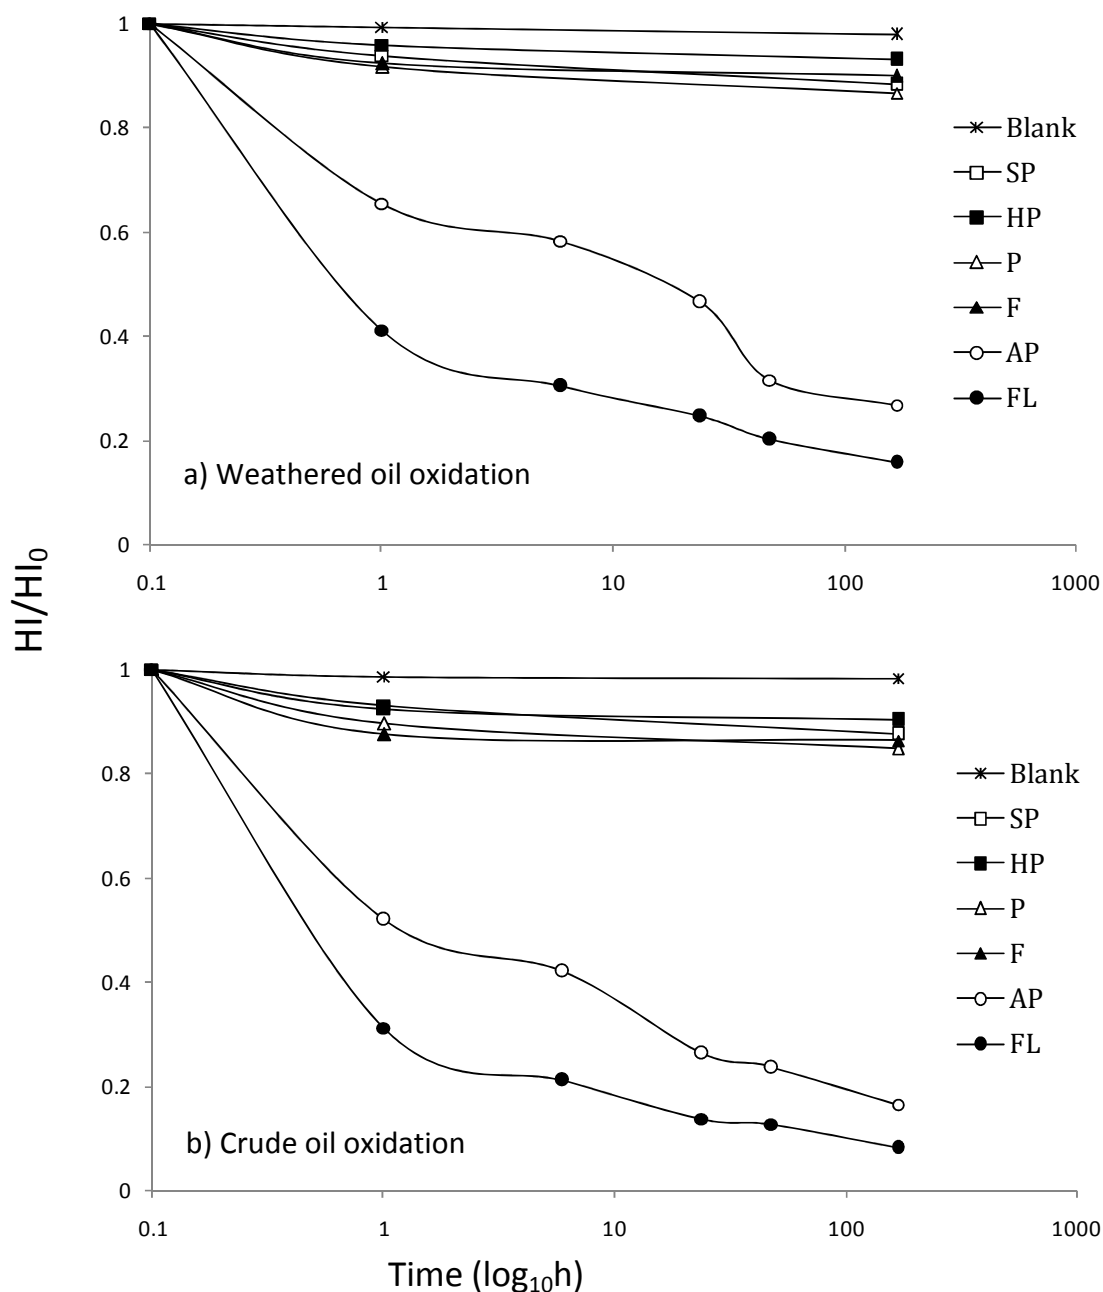 1
0.8
0.6
0.4
0.2
0
0.1
1
10
100
1000
Blank
SP
HP
P
F
AP
FL
a) Weathered oil oxidation
HI/HI₀
1
0.8
0.6
0.4
0.2
0
0.1
1
10
100
1000
Blank
SP
HP
P
F
AP
FL
b) Crude oil oxidation
Time (log₁₀h)